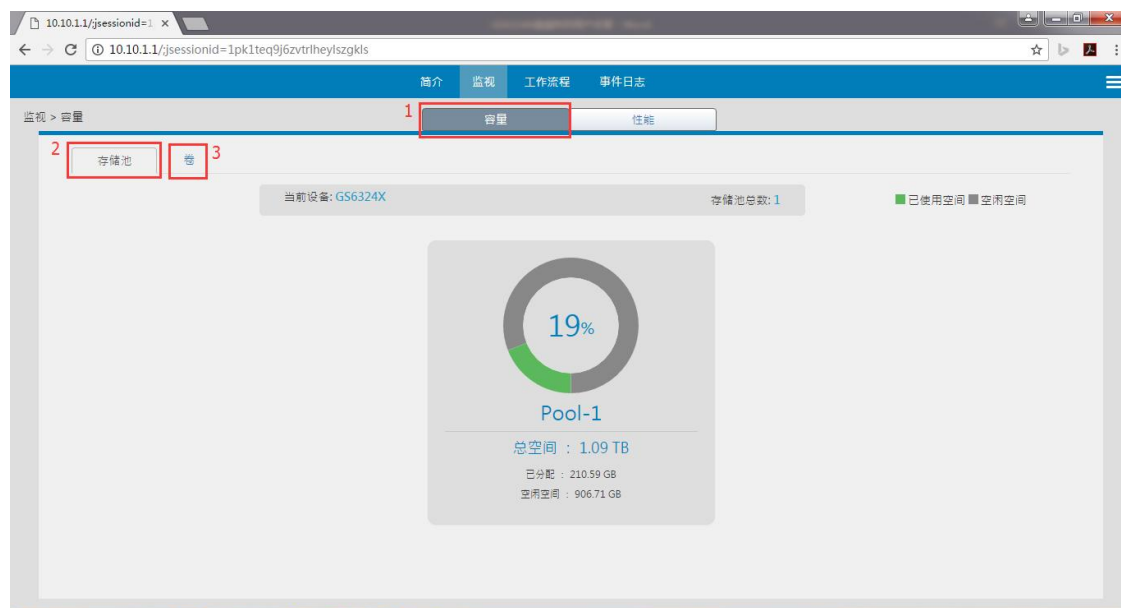 10.10.1.1/;jsessionid=1
10.10.1.1/;jsessionid=1pk1teq9j6zvtrlheylszgkls
简介 监视 工作流程 事件日志
监视 > 容量
1 容量 性能
2 存储池 卷 3
当前设备: GS6324X 存储池总数: 1 已使用空间 空闲空间
19%
Pool-1
总空间 : 1.09 TB
已分配 : 210.59 GB
空闲空间 : 906.71 GB